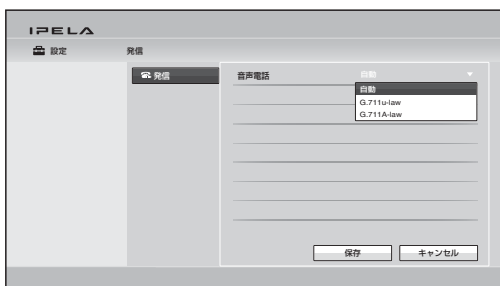 IPELA
設定 発信
発信
音声電話 自動
自動
G.711u-law
G.711A-law
保存 キャンセル